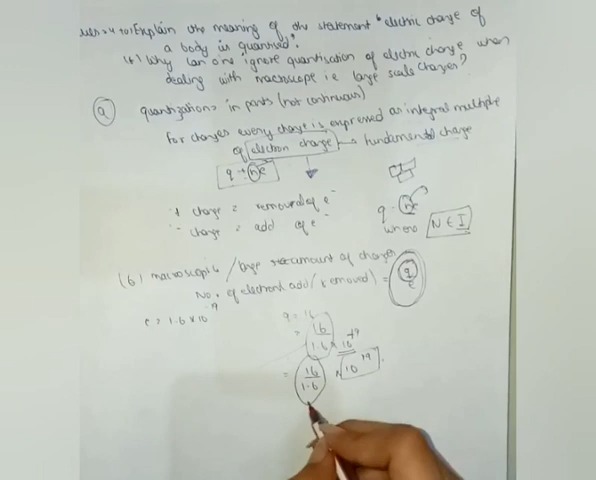 (a) Explain the meaning of the statement "electric charge of
a body is quantised".
(b) Why can one ignore quantisation of electric charge when
dealing with macroscopic i.e large scale charges?
(a) quantization = in parts (not continuous)
for charges every charge is expressed as integral multiple
of electron charge → fundamental charge
q = ± ne
+ charge = removal of e⁻
- charge = add of e⁻
q = ne
where N ∈ I
(b) macroscopic / large amount of charges
No. of electrons add / (removed) = q/e
e = 1.6 × 10⁻¹⁹
q = 16
= 16 / 1.6 × 10⁻¹⁹
= 16/1.6 × 10¹⁹